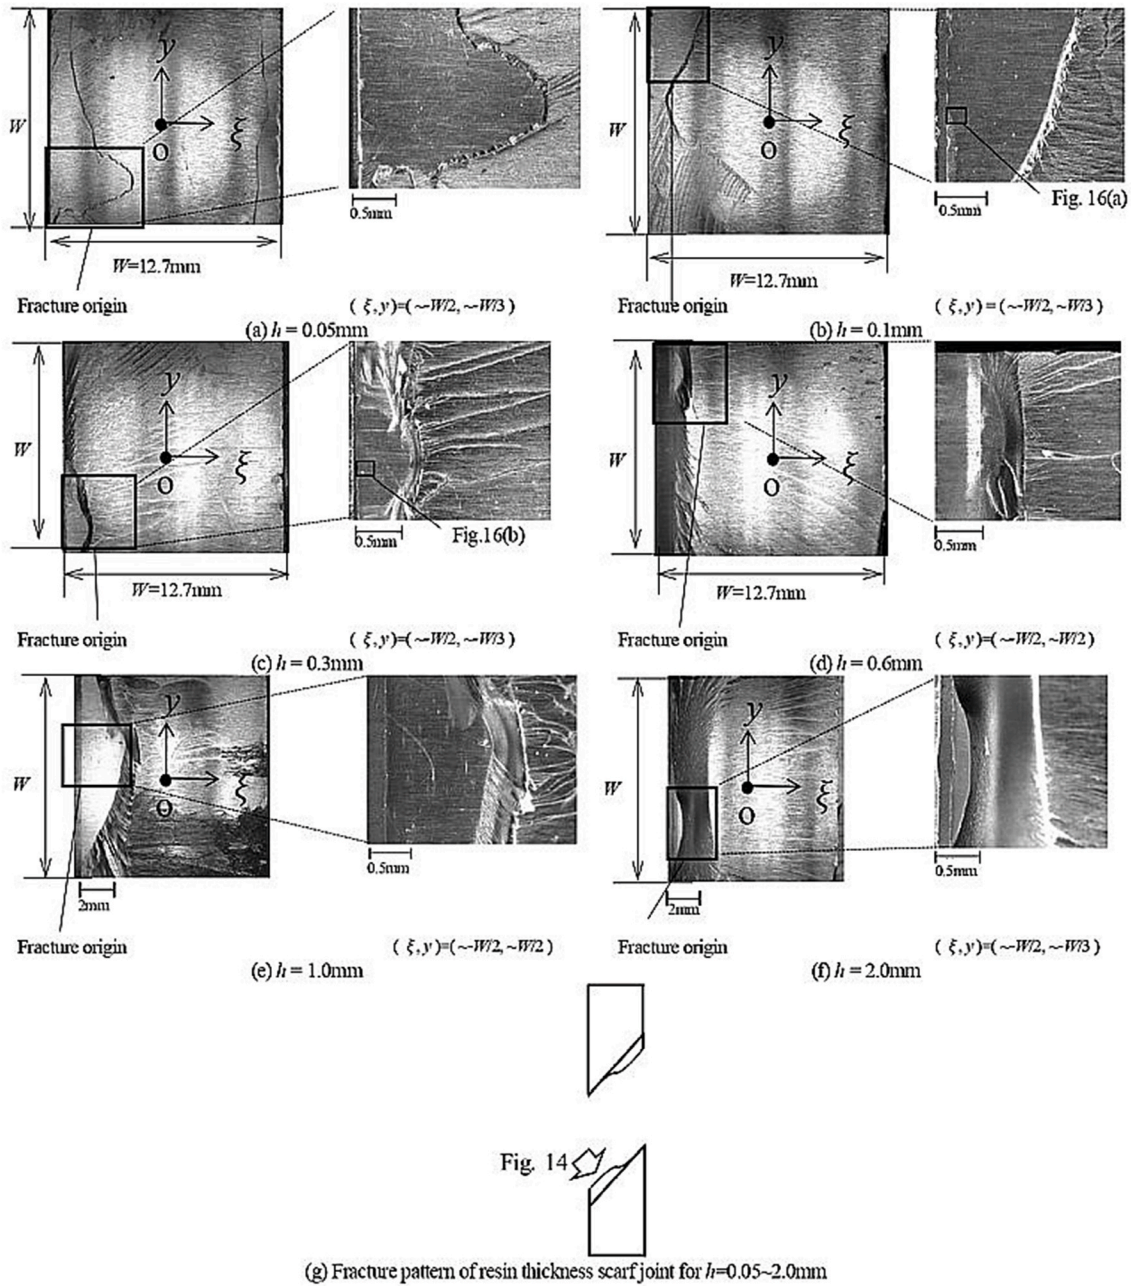 W
y
ξ
O
0.5mm
W=12.7mm
Fracture origin
( ξ, y)=(~-W/2, ~-W/3)
(a) h = 0.05mm
W
y
ξ
O
0.5mm
Fig. 16(a)
W=12.7mm
Fracture origin
( ξ, y) = (~-W/2, ~W/3)
(b) h = 0.1mm
W
y
ξ
O
0.5mm
Fig.16(b)
W=12.7mm
Fracture origin
( ξ, y)=(~-W/2, ~-W/3)
(c) h = 0.3mm
W
y
ξ
O
0.5mm
W=12.7mm
Fracture origin
( ξ, y)=(~-W/2, ~W/2)
(d) h = 0.6mm
W
y
ξ
O
2mm
0.5mm
Fracture origin
( ξ, y)=(~-W/2, ~W/2)
(e) h = 1.0mm
W
y
ξ
O
2mm
0.5mm
Fracture origin
( ξ, y)=(~-W/2, ~-W/3)
(f) h = 2.0mm
Fig. 14
(g) Fracture pattern of resin thickness scarf joint for h=0.05~2.0mm